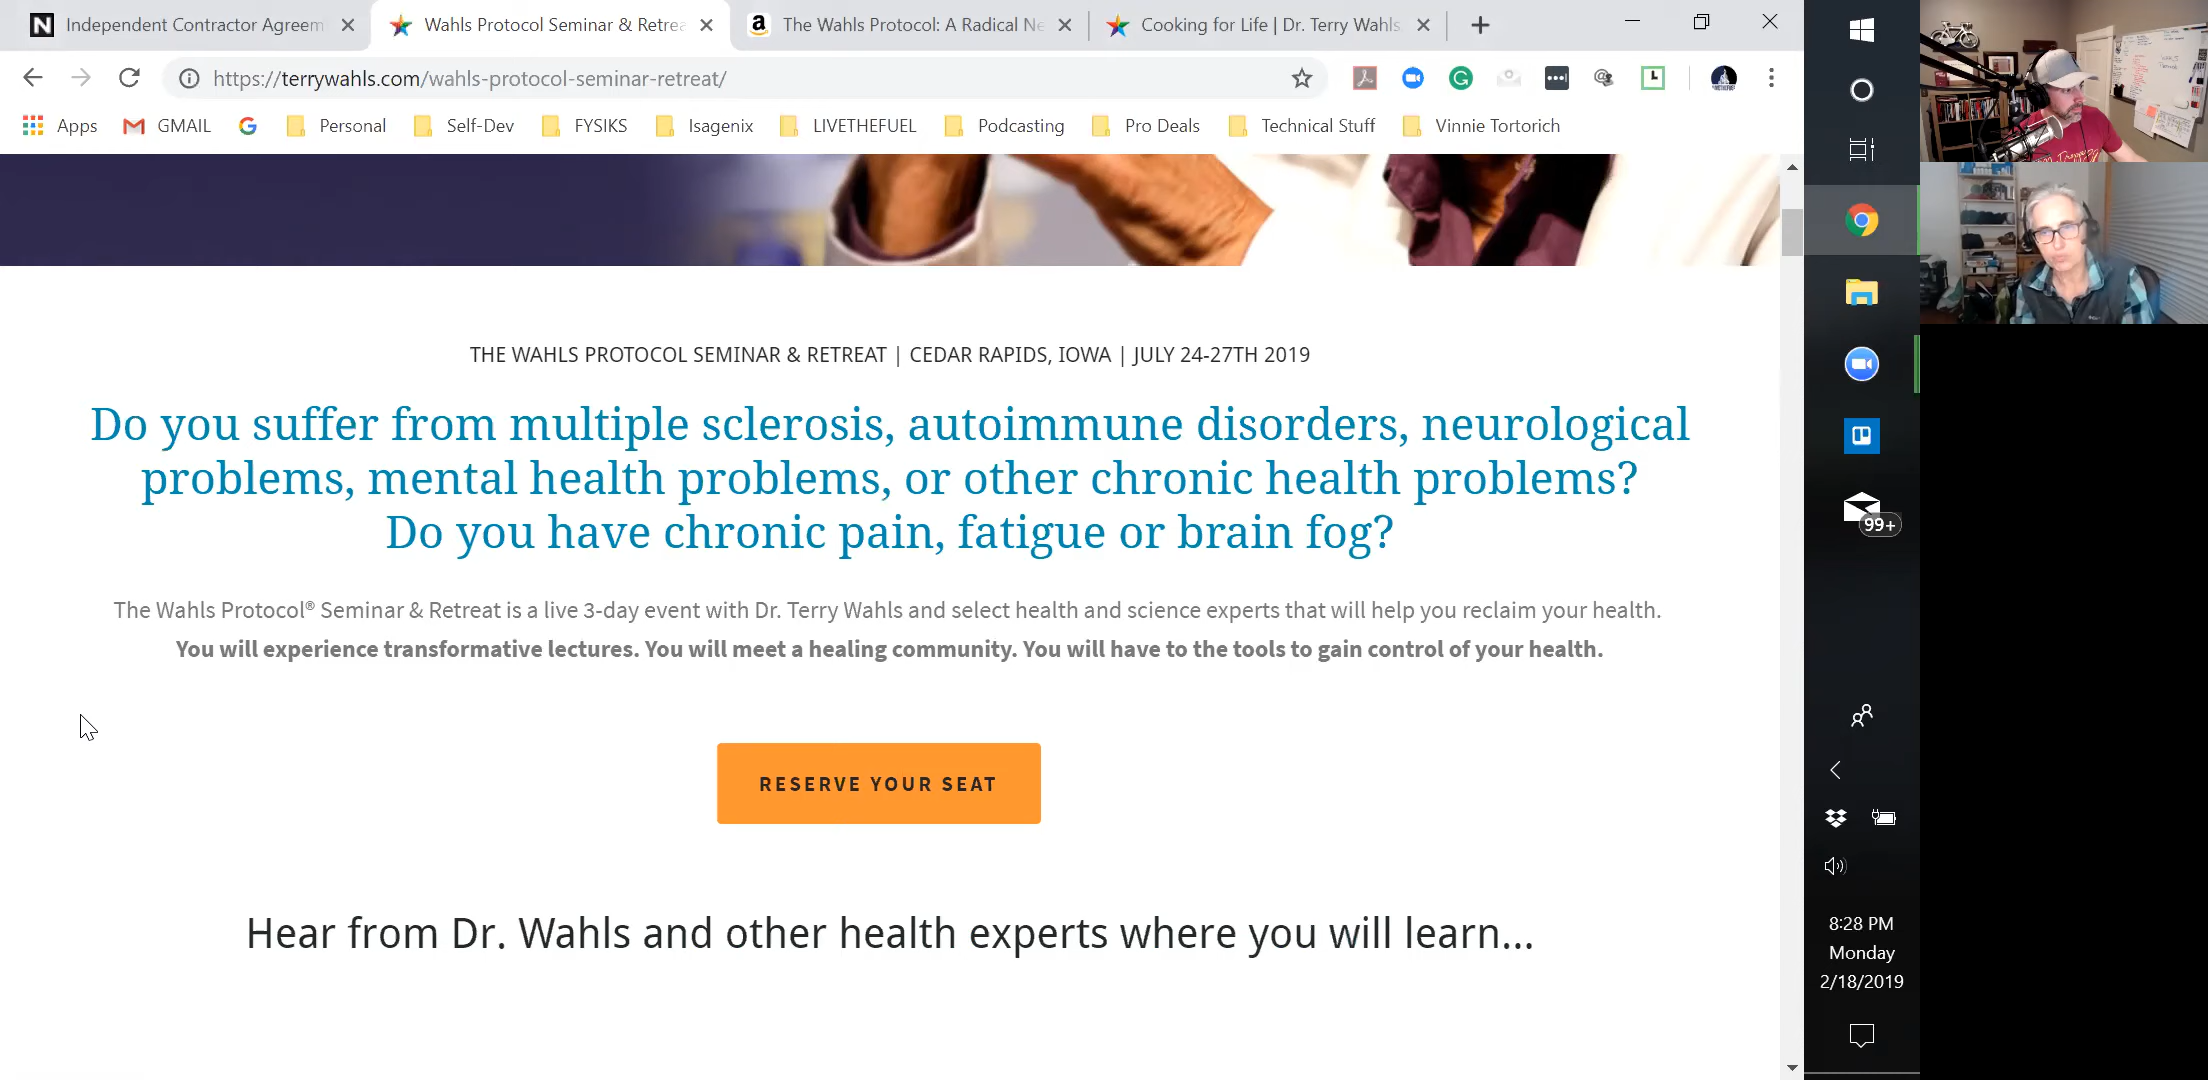 Independent Contractor Agreem
Wahls Protocol Seminar & Retrea
The Wahls Protocol: A Radical Ne
Cooking for Life | Dr. Terry Wahls
https://terrywahls.com/wahls-protocol-seminar-retreat/
Apps GMAIL Personal Self-Dev FYSIKS Isagenix LIVETHEFUEL Podcasting Pro Deals Technical Stuff Vinnie Tortorich
THE WAHLS PROTOCOL SEMINAR & RETREAT | CEDAR RAPIDS, IOWA | JULY 24-27TH 2019
Do you suffer from multiple sclerosis, autoimmune disorders, neurological
problems, mental health problems, or other chronic health problems?
Do you have chronic pain, fatigue or brain fog?
The Wahls Protocol® Seminar & Retreat is a live 3-day event with Dr. Terry Wahls and select health and science experts that will help you reclaim your health.
You will experience transformative lectures. You will meet a healing community. You will have to the tools to gain control of your health.
RESERVE YOUR SEAT
Hear from Dr. Wahls and other health experts where you will learn...
99+
8:28 PM
Monday
2/18/2019